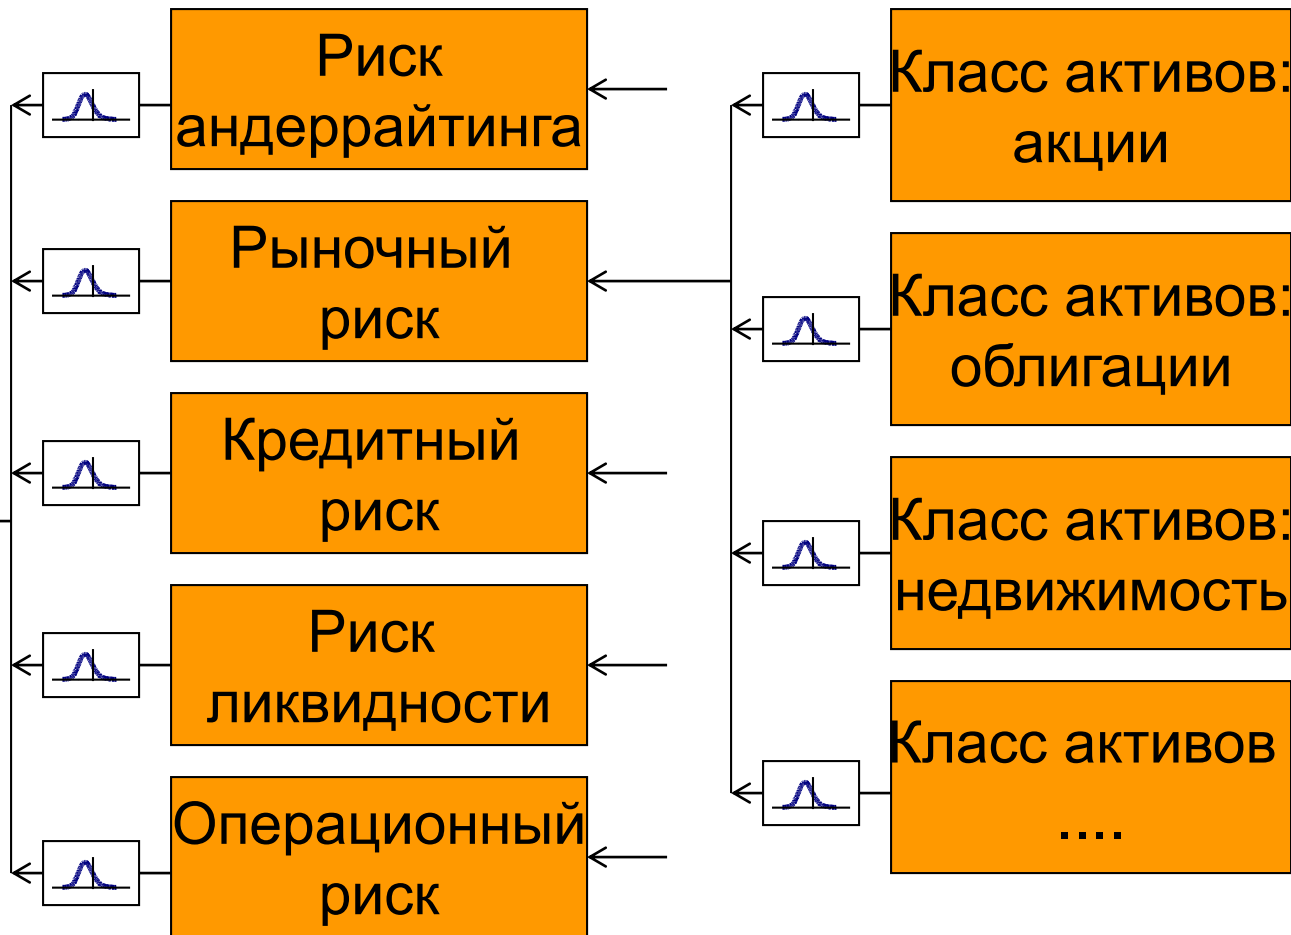 Риск
андеррайтинга
Рыночный
риск
Кредитный
риск
Риск
ликвидности
Операционный
риск
Класс активов:
акции
Класс активов:
облигации
Класс активов:
недвижимость
Класс активов
....